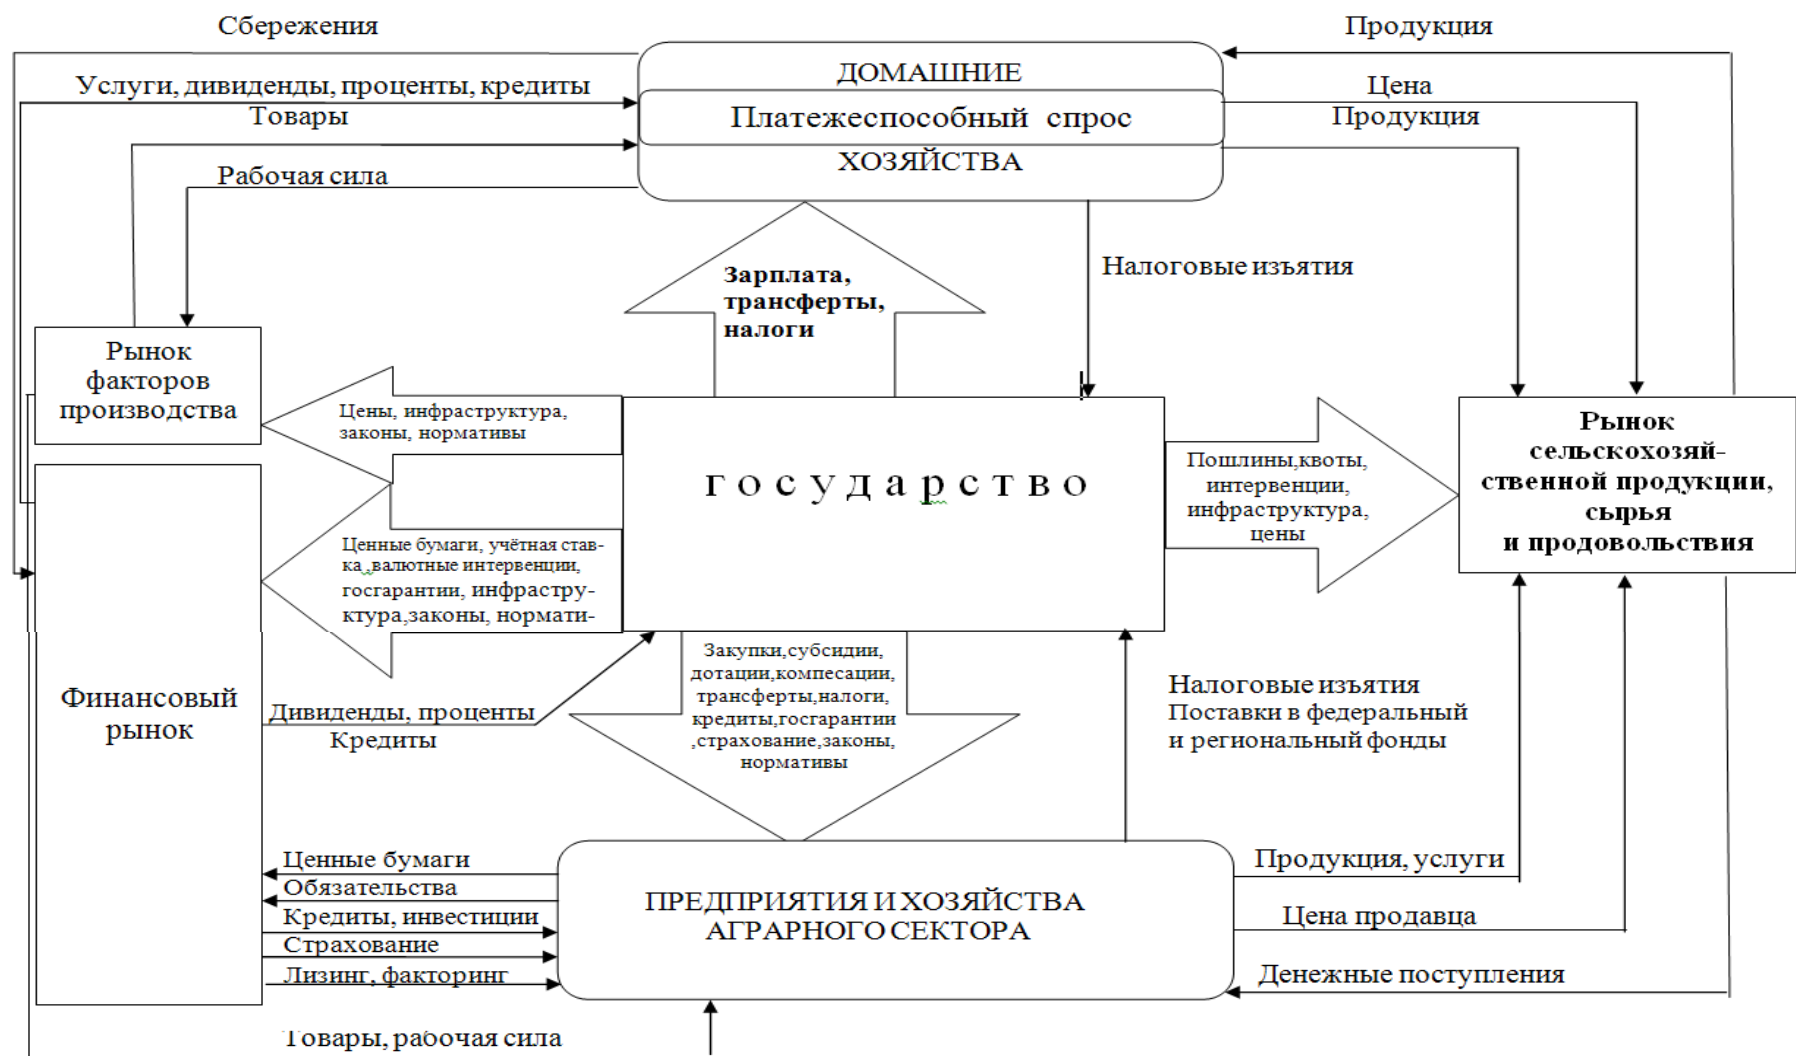 Сбережения
Продукция
Услуги, дивиденды, проценты, кредиты
Товары
Рабочая сила
ДОМАШНИЕ
Платежеспособный спрос
ХОЗЯЙСТВА
Цена
Продукция
Зарплата,
трансферты,
налоги
Налоговые изъятия
Рынок
факторов
производства
Цены, инфраструктура,
законы, нормативы
государство
Пошлины,квоты,
интервенции,
инфраструктура,
цены
Рынок
сельскохозяй-
ственной продукции,
сырья
и продовольствия
Ценные бумаги, учётная став-
ка ,валютные интервенции,
госгарантии, инфрастру-
ктура,законы, нормати-
Финансовый
рынок
Дивиденды, проценты
Кредиты
Закупки,субсидии,
дотации,компесации,
трансферты,налоги,
кредиты,госгарантии
,страхование,законы,
нормативы
Налоговые изъятия
Поставки в федеральный
и региональный фонды
Ценные бумаги
Обязательства
Кредиты, инвестиции
Страхование
Лизинг, факторинг
ПРЕДПРИЯТИЯ И ХОЗЯЙСТВА
АГРАРНОГО СЕКТОРА
Продукция, услуги
Цена продавца
Денежные поступления
Товары, рабочая сила